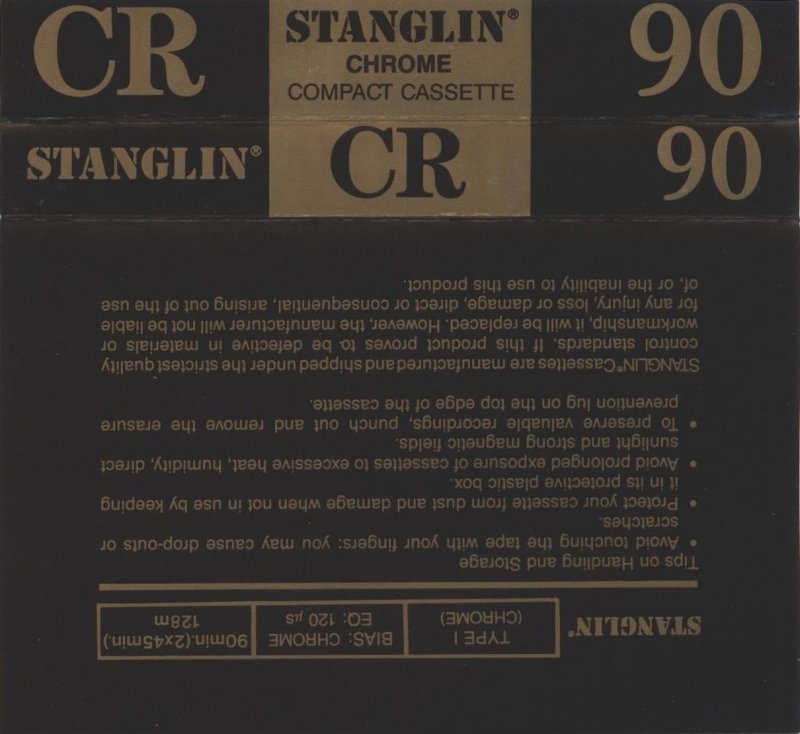 CR
STANGLIN®
CHROME
COMPACT CASSETTE
90
STANGLIN®
CR
90
STANGLIN®
TYPE I
(CHROME)
BIAS: CHROME
EQ: 120 µs
90min.(2x45min.)
128m
Tips on Handling and Storage
• Avoid touching the tape with your fingers: you may cause drop-outs or
scratches.
• Protect your cassette from dust and damage when not in use by keeping
it in its protective plastic box.
• Avoid prolonged exposure of cassettes to excessive heat, humidity, direct
sunlight and strong magnetic fields.
• To preserve valuable recordings, punch out and remove the erasure
prevention lug on the top edge of the cassette.
STANGLIN® Cassettes are manufactured and shipped under the strictest quality
control standards. If this product proves to be defective in materials or
workmanship, it will be replaced. However, the manufacturer will not be liable
for any injury, loss or damage, direct or consequential, arising out of the use
of, or the inability to use this product.